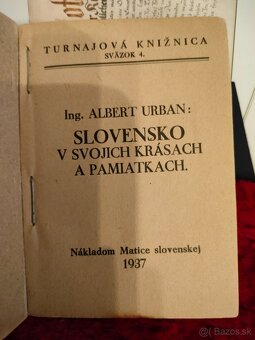 TURNAJOVÁ KNIŽNICA
SVÄZOK 4.
Ing. ALBERT URBAN:
SLOVENSKO
V SVOJICH KRÁSACH
A PAMIATKACH.
Nákladom Matice slovenskej
1937
Bazos.sk